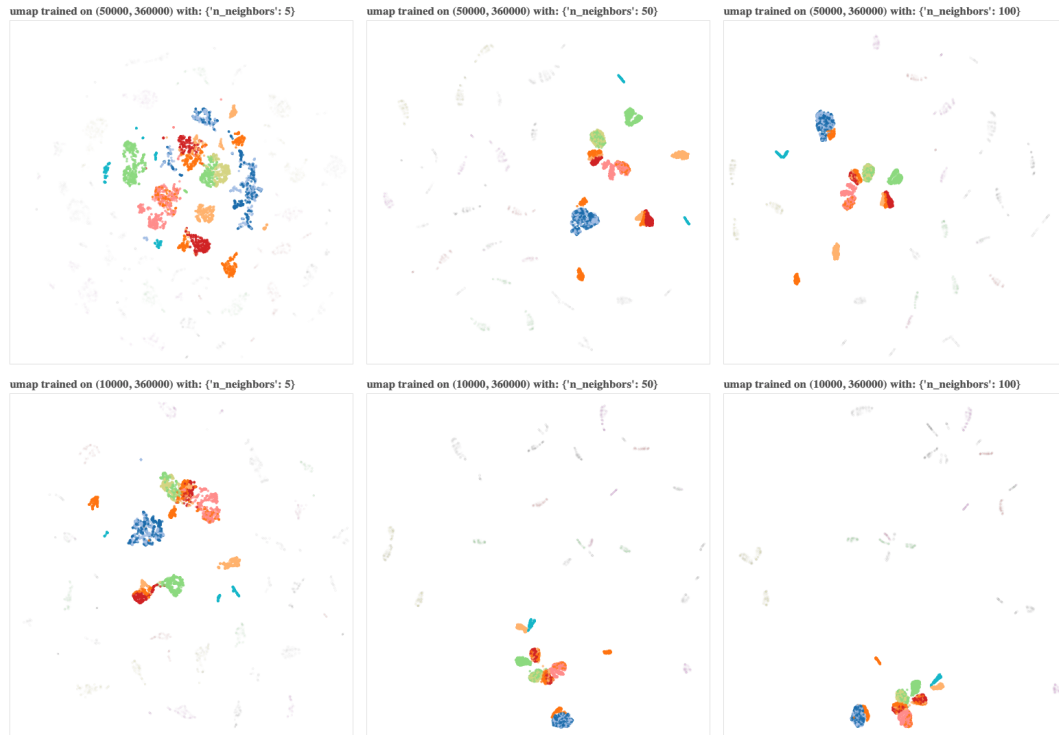 umap trained on (50000, 360000) with: {'n_neighbors': 5}
umap trained on (50000, 360000) with: {'n_neighbors': 50}
umap trained on (50000, 360000) with: {'n_neighbors': 100}
umap trained on (10000, 360000) with: {'n_neighbors': 5}
umap trained on (10000, 360000) with: {'n_neighbors': 50}
umap trained on (10000, 360000) with: {'n_neighbors': 100}